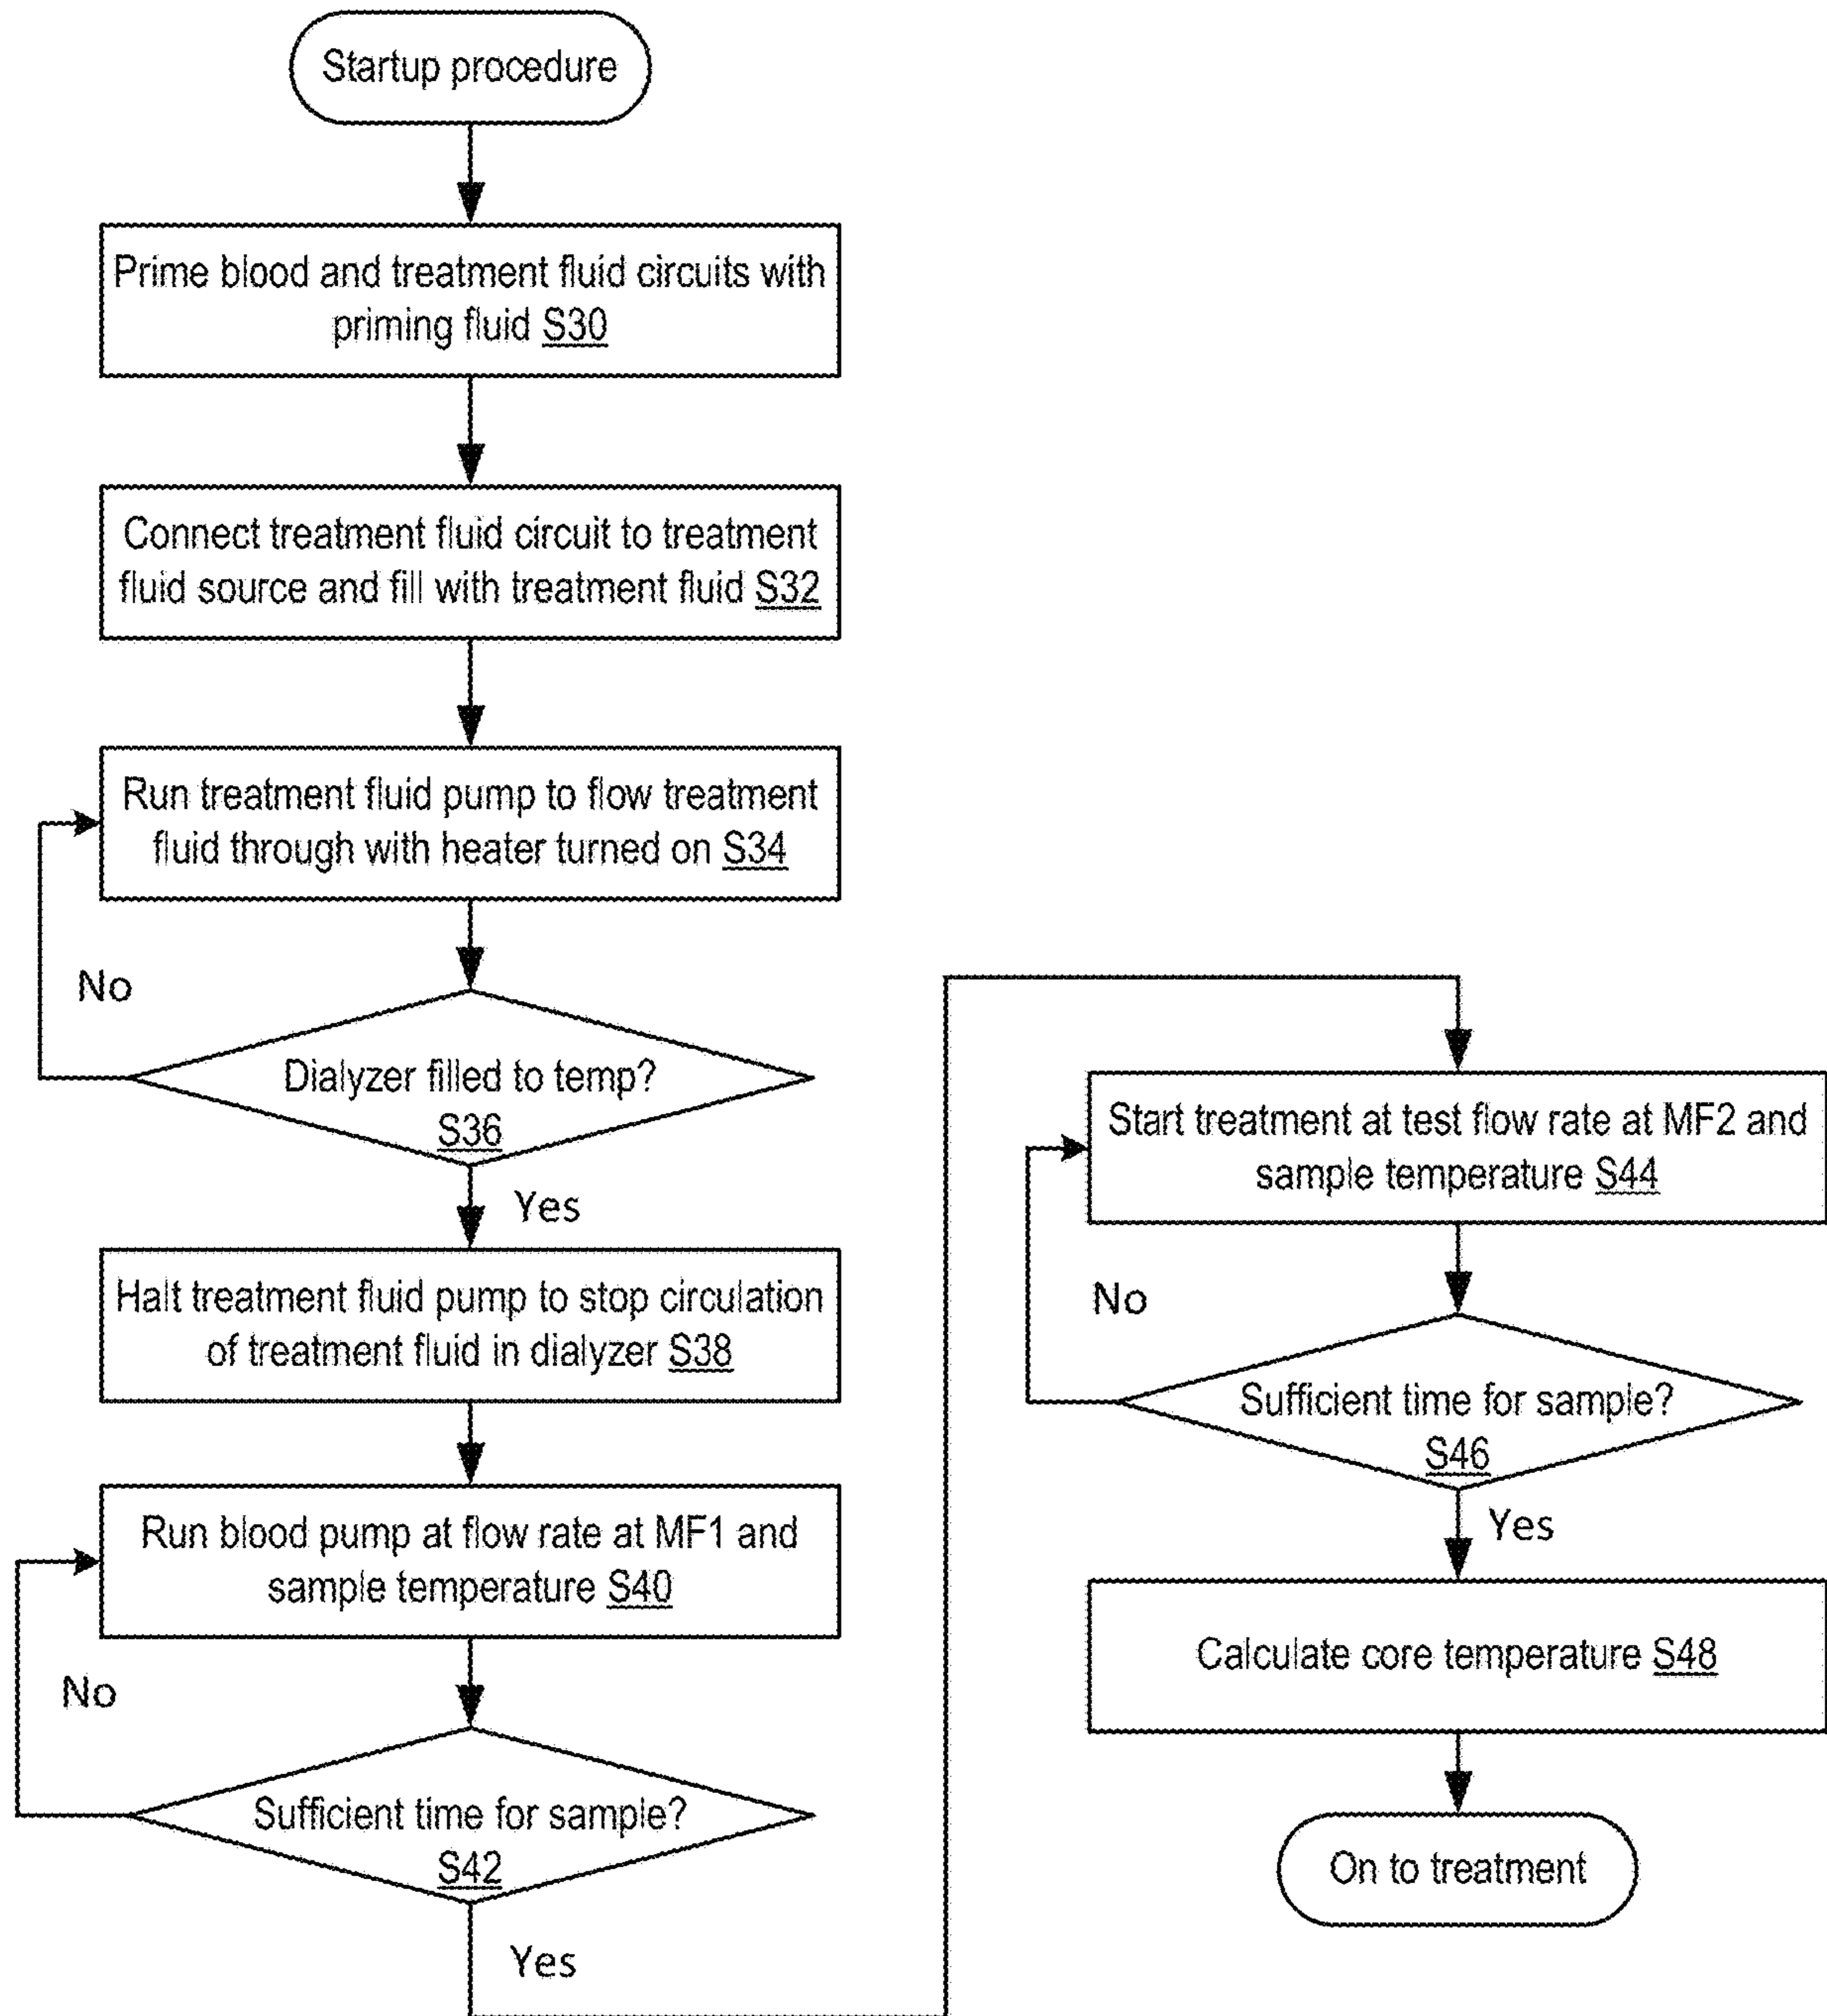 Startup procedure
Prime blood and treatment fluid circuits with
priming fluid S30
Connect treatment fluid circuit to treatment
fluid source and fill with treatment fluid S32
Run treatment fluid pump to flow treatment
fluid through with heater turned on S34
No
Dialyzer filled to temp?
S36
Yes
Halt treatment fluid pump to stop circulation
of treatment fluid in dialyzer S38
Run blood pump at flow rate at MF1 and
sample temperature S40
No
Sufficient time for sample?
S42
Yes
Start treatment at test flow rate at MF2 and
sample temperature S44
No
Sufficient time for sample?
S46
Yes
Calculate core temperature S48
On to treatment